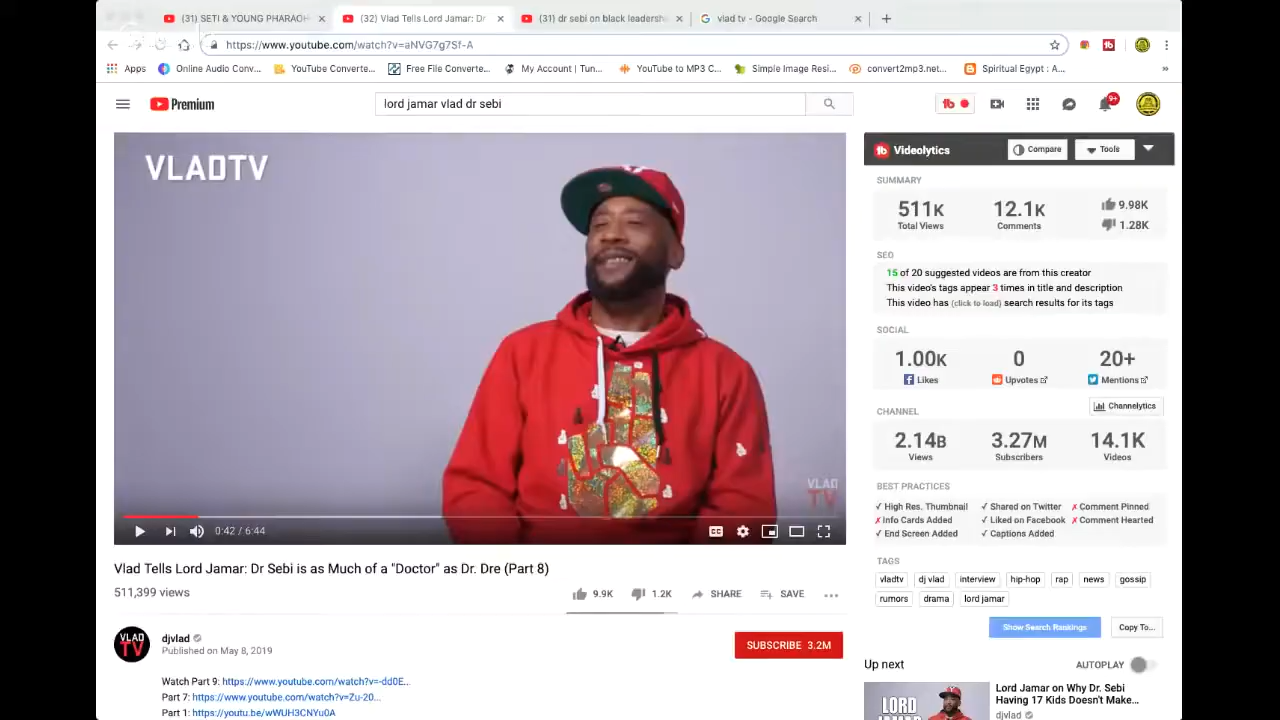 (31) SETI & YOUNG PHARAOH
(32) Vlad Tells Lord Jamar: Dr
(31) dr sebi on black leadersh
vlad tv - Google Search
https://www.youtube.com/watch?v=aNVG7g7Sf-A
Apps
Online Audio Conv...
YouTube Converte...
Free File Converte...
My Account | Tun...
YouTube to MP3 C...
Simple Image Resi...
convert2mp3.net...
Spiritual Egypt : A...
»
Premium
lord jamar vlad dr sebi
9+
VLADTV
VLAD
TV
0:42 / 6:44
Vlad Tells Lord Jamar: Dr Sebi is as Much of a "Doctor" as Dr. Dre (Part 8)
511,399 views
9.9K
1.2K
SHARE
SAVE
VLAD
TV
djvlad
Published on May 8, 2019
SUBSCRIBE 3.2M
Watch Part 9: https://www.youtube.com/watch?v=-dd0E...
Part 7: https://www.youtube.com/watch?v=Zu-20...
Part 1: https://youtu.be/wWUH3CNYu0A
Videolytics
Compare
Tools
SUMMARY
511K
12.1K
9.98K
Total Views
Comments
1.28K
SEO
15 of 20 suggested videos are from this creator
This video's tags appear 3 times in title and description
This video has (click to load) search results for its tags
SOCIAL
1.00K
0
20+
Likes
Upvotes
Mentions
Channelytics
CHANNEL
2.14B
3.27M
14.1K
Views
Subscribers
Videos
BEST PRACTICES
✓ High Res. Thumbnail
✓ Shared on Twitter
✗ Comment Pinned
✗ Info Cards Added
✓ Liked on Facebook
✗ Comment Hearted
✓ End Screen Added
✓ Captions Added
TAGS
vladtv
dj vlad
interview
hip-hop
rap
news
gossip
rumors
drama
lord jamar
Show Search Rankings
Copy To...
Up next
AUTOPLAY
LORD
JAMAR
Lord Jamar on Why Dr. Sebi
Having 17 Kids Doesn't Make...
djvlad